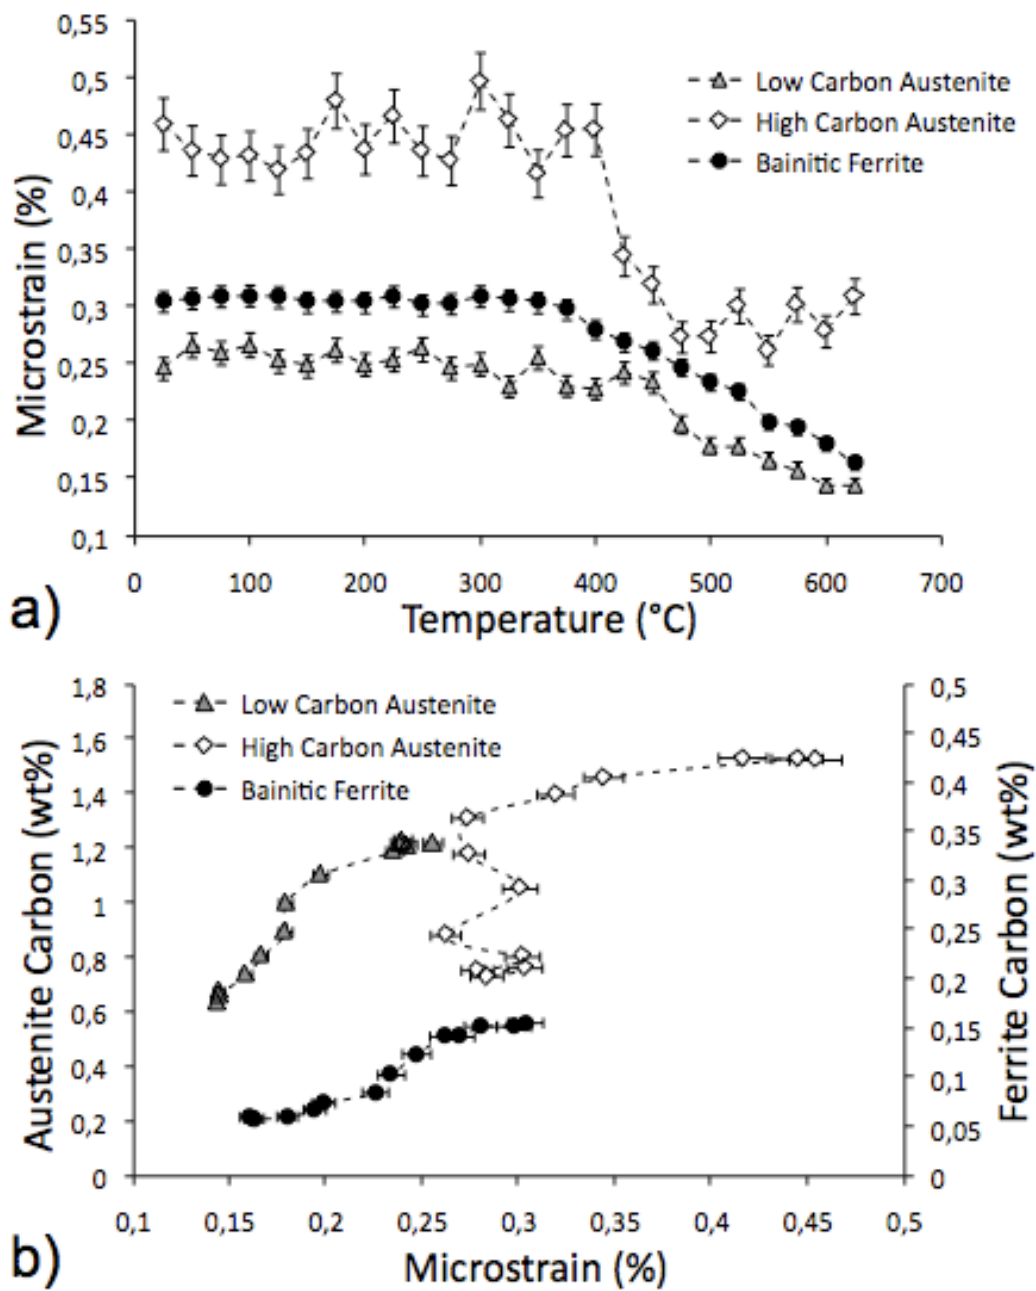 0,55
0,5
0,45
0,4
0,35
0,3
0,25
0,2
0,15
0,1
Microstrain (%)
Low Carbon Austenite
High Carbon Austenite
Bainitic Ferrite
0 100 200 300 400 500 600 700
Temperature (°C)
a)
1,8
1,6
1,4
1,2
1
0,8
0,6
0,4
0,2
0
Austenite Carbon (wt%)
Low Carbon Austenite
High Carbon Austenite
Bainitic Ferrite
0,5
0,45
0,4
0,35
0,3
0,25
0,2
0,15
0,1
0,05
0
Ferrite Carbon (wt%)
0,1 0,15 0,2 0,25 0,3 0,35 0,4 0,45 0,5
Microstrain (%)
b)